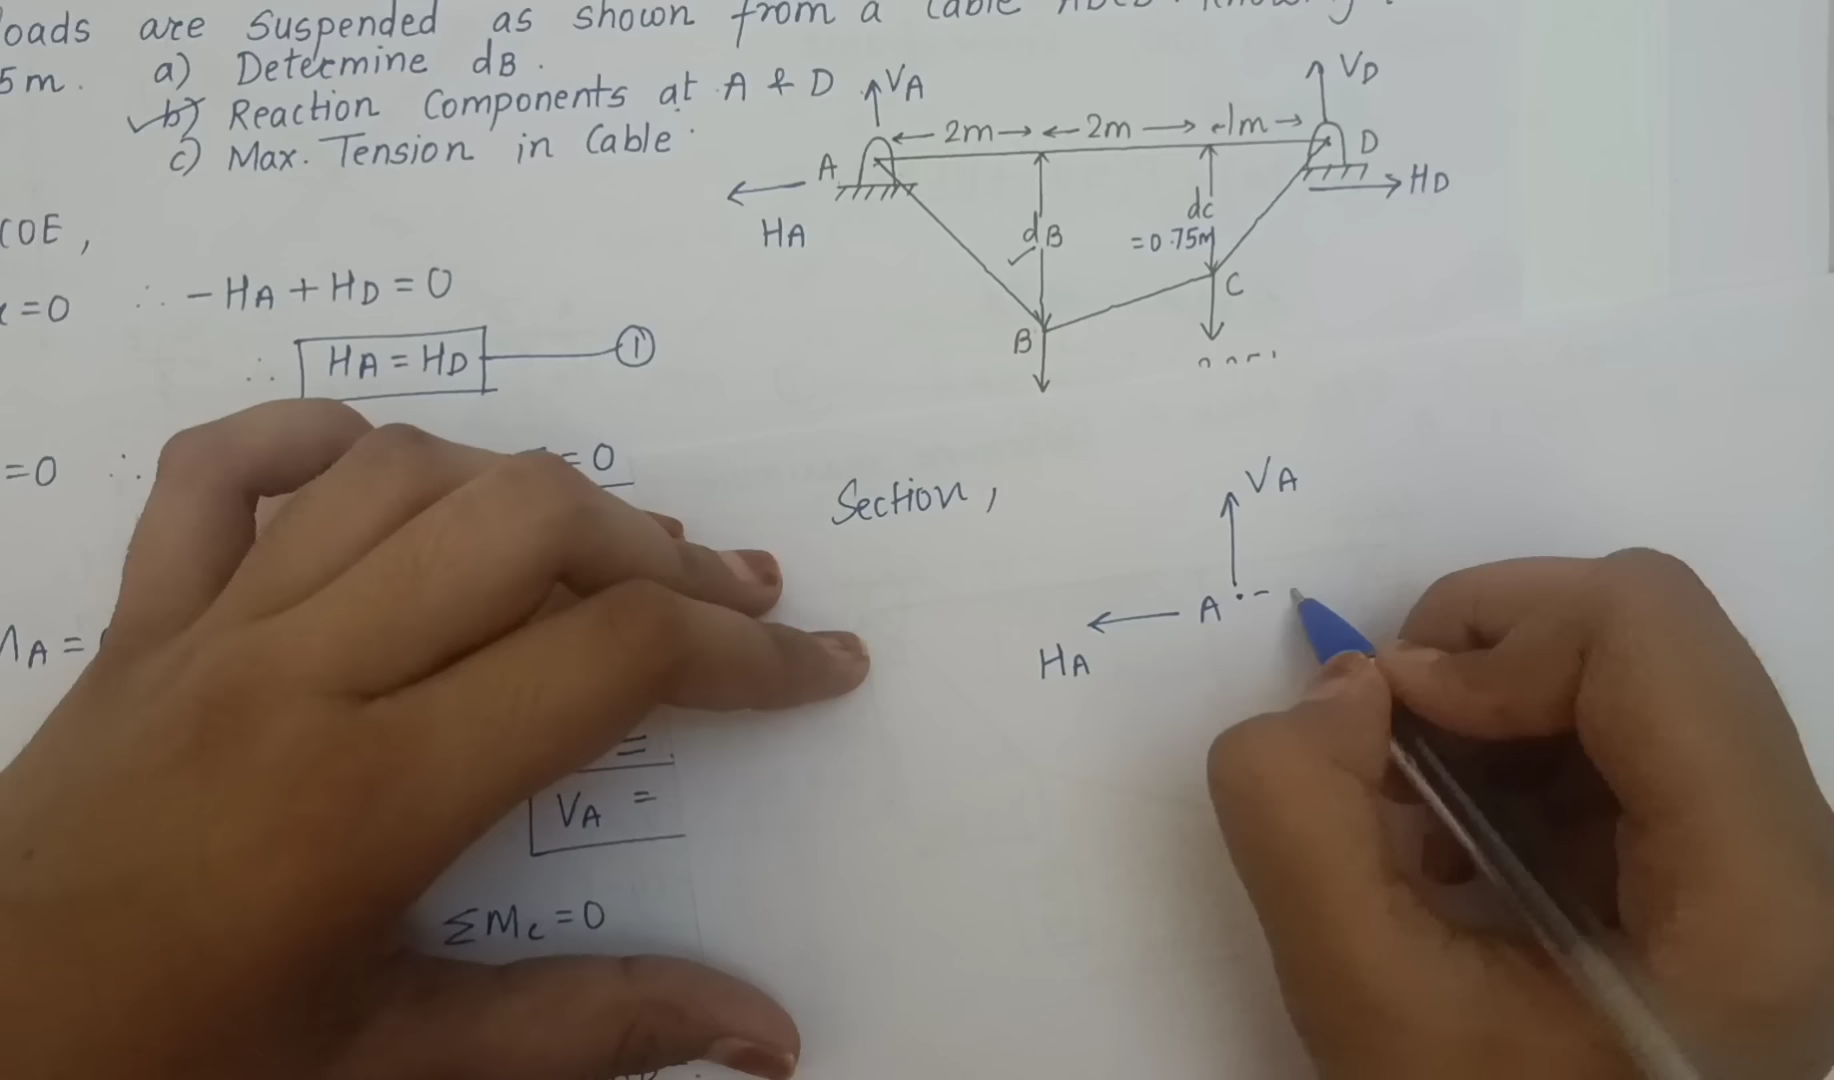 oads are suspended as shown from a cable
5m. a) Determine dB.
b) Reaction Components at A & D
c) Max. Tension in Cable.
VA
VD
2m
2m
1m
A
D
HA
HD
dB
dc
=0.75M
B
C
COE,
=0 ∴ -HA + HD = 0
∴ HA = HD ①
=0 ∴ =0
Section,
VA
A
HA
MA =
=
VA =
ΣMc = 0